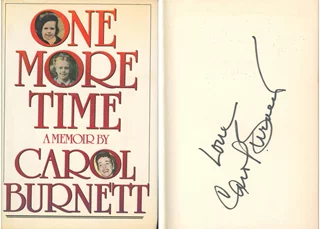 ONE
MORE
TIME
A MEMOIR BY
CAROL
BURNETT
Love
Carol Burnett